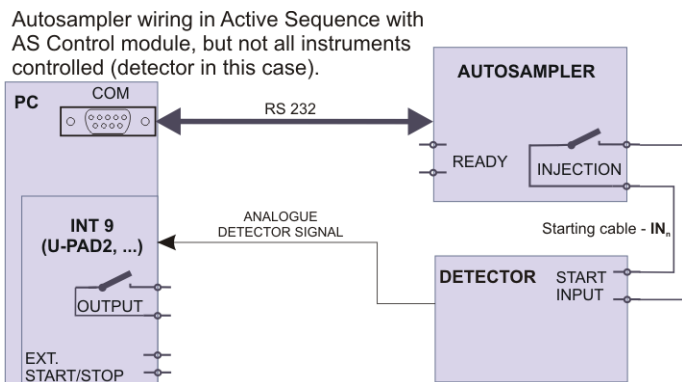 Autosampler wiring in Active Sequence with
AS Control module, but not all instruments
controlled (detector in this case).
PC
COM
RS 232
AUTOSAMPLER
READY
INJECTION
INT 9
(U-PAD2, ...)
ANALOGUE
DETECTOR SIGNAL
Starting cable - INₙ
OUTPUT
DETECTOR
START
INPUT
EXT.
START/STOP